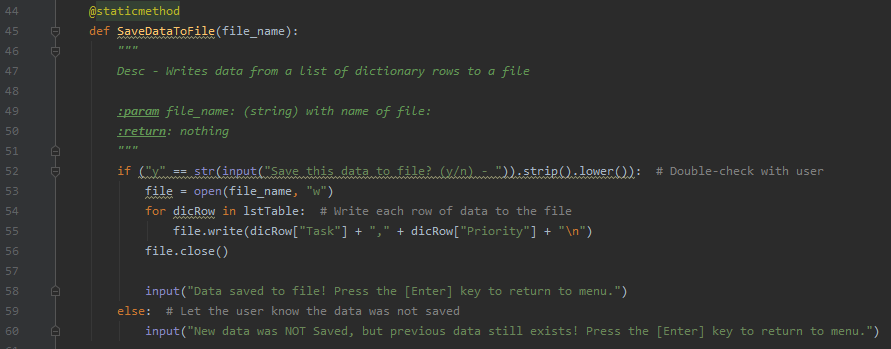 44 @staticmethod
45 def SaveDataToFile(file_name):
46 """
47 Desc - Writes data from a list of dictionary rows to a file
48
49 :param file_name: (string) with name of file:
50 :return: nothing
51 """
52 if ("y" == str(input("Save this data to file? (y/n) - ")).strip().lower()):  # Double-check with user
53 file = open(file_name, "w")
54 for dicRow in lstTable:  # Write each row of data to the file
55 file.write(dicRow["Task"] + "," + dicRow["Priority"] + "\n")
56 file.close()
57
58 input("Data saved to file! Press the [Enter] key to return to menu.")
59 else:  # Let the user know the data was not saved
60 input("New data was NOT Saved, but previous data still exists! Press the [Enter] key to return to menu.")